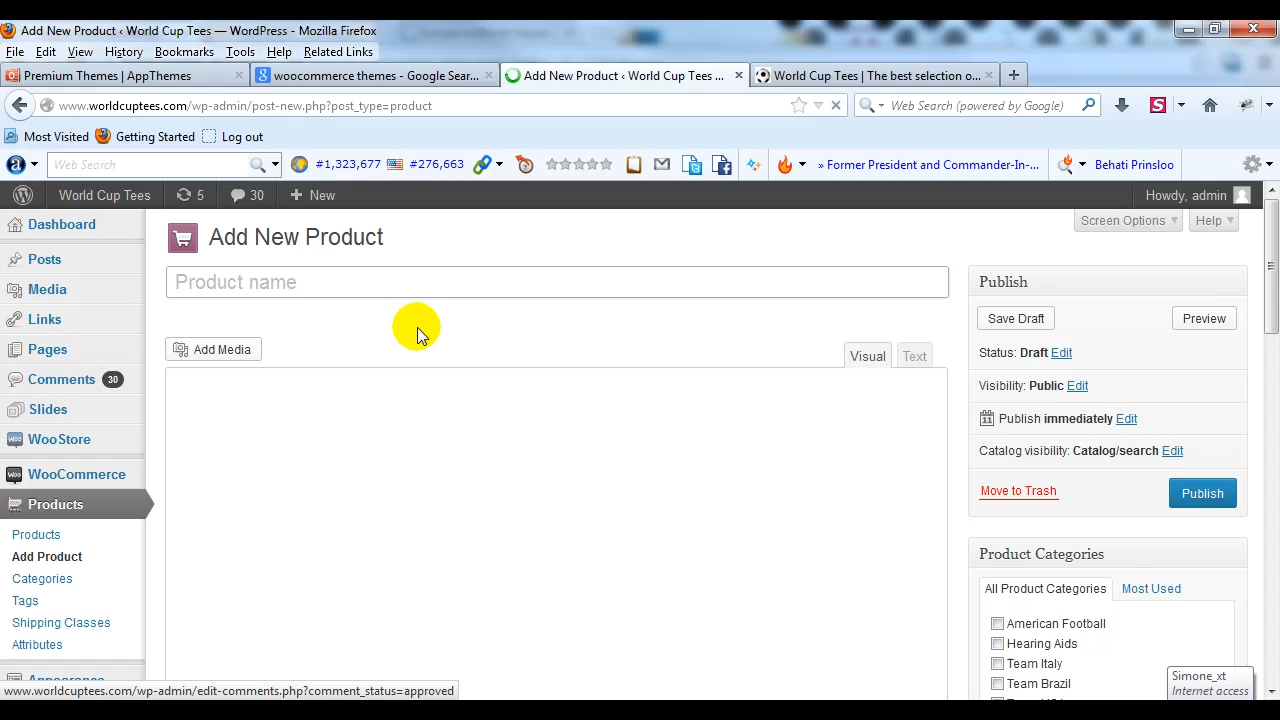 Add New Product ‹ World Cup Tees — WordPress - Mozilla Firefox
File Edit View History Bookmarks Tools Help Related Links
Premium Themes | AppThemes
woocommerce themes - Google Sear...
Add New Product ‹ World Cup Tees ...
World Cup Tees | The best selection o...
www.worldcuptees.com/wp-admin/post-new.php?post_type=product
Web Search (powered by Google)
Most Visited Getting Started Log out
Web Search
#1,323,677 #276,663
» Former President and Commander-In-...
Behati Prinsloo
World Cup Tees 5 30 New
Howdy, admin
Screen Options Help
Add New Product
Product name
Add Media
Visual Text
Dashboard
Posts
Media
Links
Pages
Comments 30
Slides
WooStore
WooCommerce
Products
Products
Add Product
Categories
Tags
Shipping Classes
Attributes
Appearance
Publish
Save Draft Preview
Status: Draft Edit
Visibility: Public Edit
Publish immediately Edit
Catalog visibility: Catalog/search Edit
Move to Trash Publish
Product Categories
All Product Categories Most Used
American Football
Hearing Aids
Team Italy
Team Brazil
Simone_xt
Internet access
www.worldcuptees.com/wp-admin/edit-comments.php?comment_status=approved